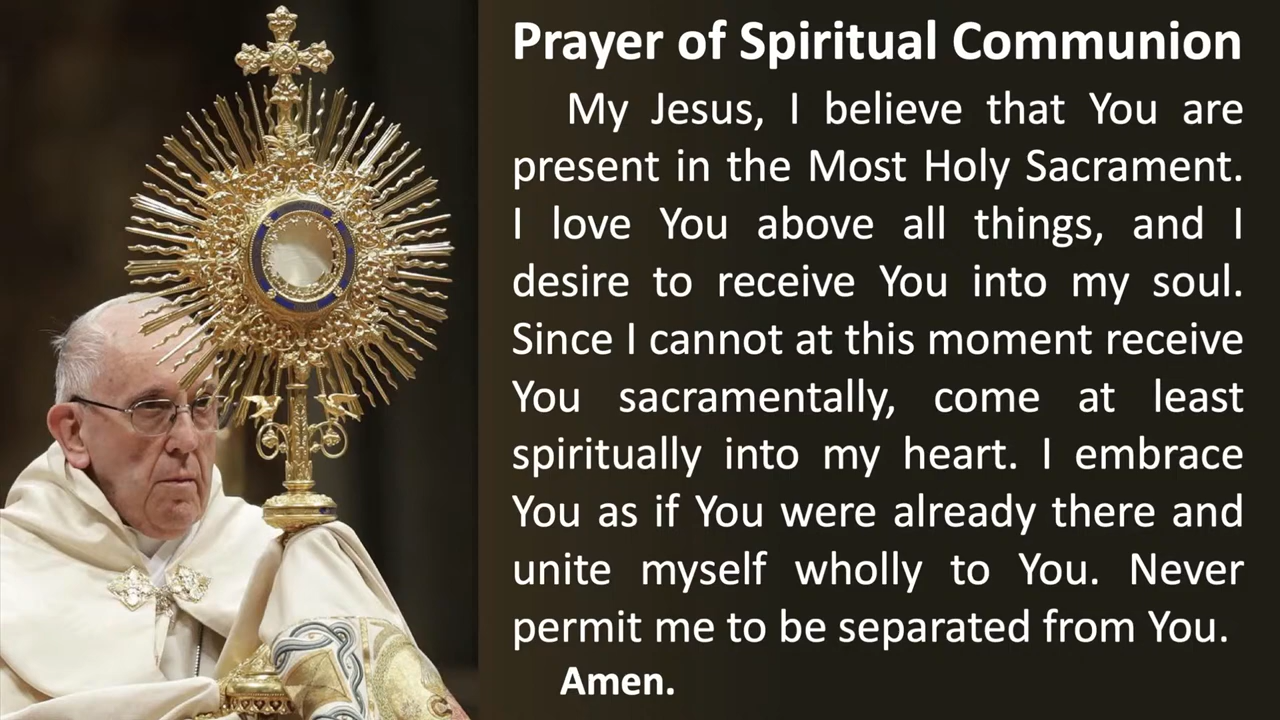 Prayer of Spiritual Communion
My Jesus, I believe that You are
present in the Most Holy Sacrament.
I love You above all things, and I
desire to receive You into my soul.
Since I cannot at this moment receive
You sacramentally, come at least
spiritually into my heart. I embrace
You as if You were already there and
unite myself wholly to You. Never
permit me to be separated from You.
Amen.